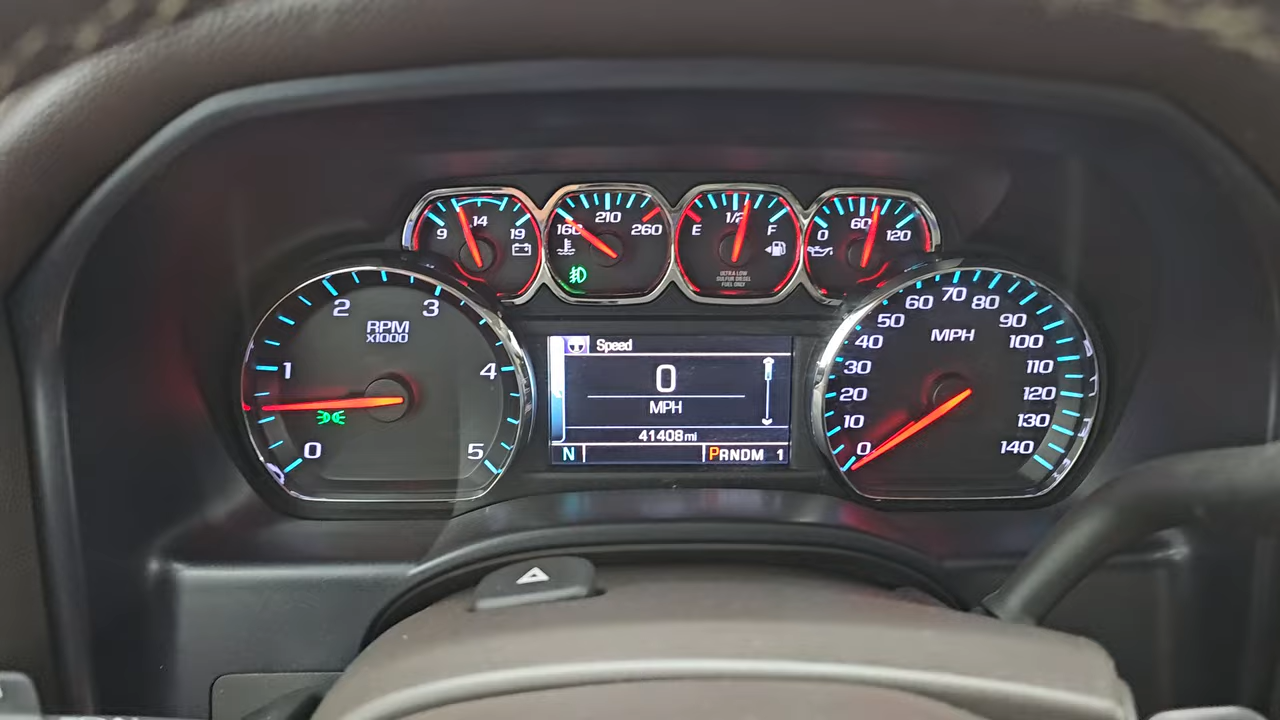 9 14 19
160 210 260
E 1/2 F
ULTRA LOW
SULFUR DIESEL
FUEL ONLY
0 60 120
0 1 2 3 4 5
RPM
x1000
Speed
0
MPH
41408 mi
N PRNDM 1
MPH
0 10 20 30 40 50 60 70 80 90 100 110 120 130 140